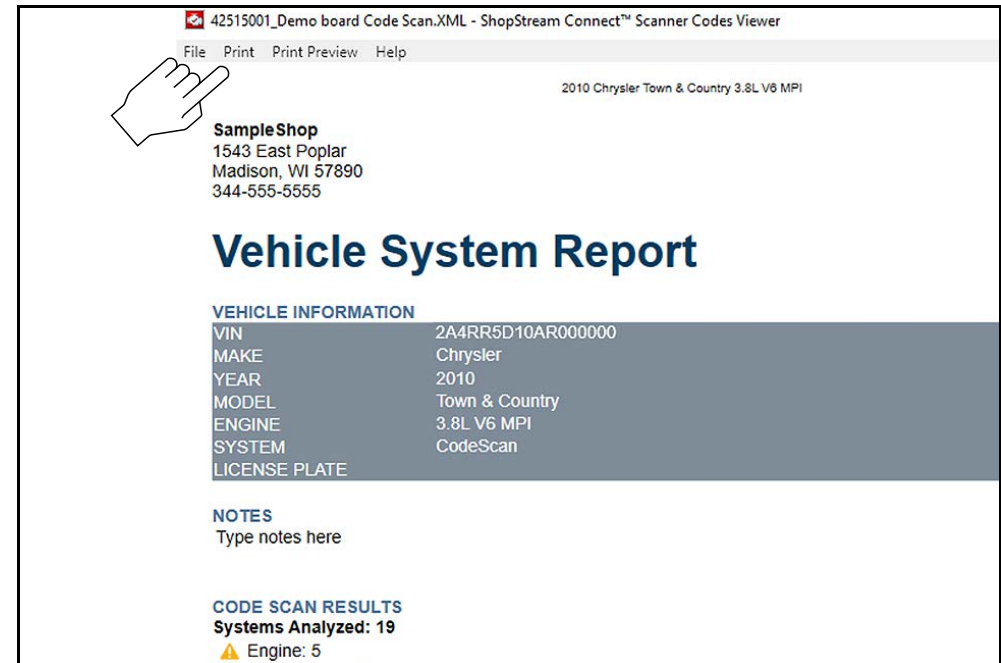 42515001_Demo board Code Scan.XML - ShopStream Connect™ Scanner Codes Viewer
File Print Print Preview Help
2010 Chrysler Town & Country 3.8L V6 MPI
SampleShop
1543 East Poplar
Madison, WI 57890
344-555-5555
Vehicle System Report
VEHICLE INFORMATION
VIN 2A4RR5D10AR000000
MAKE Chrysler
YEAR 2010
MODEL Town & Country
ENGINE 3.8L V6 MPI
SYSTEM CodeScan
LICENSE PLATE
NOTES
Type notes here
CODE SCAN RESULTS
Systems Analyzed: 19
Engine: 5